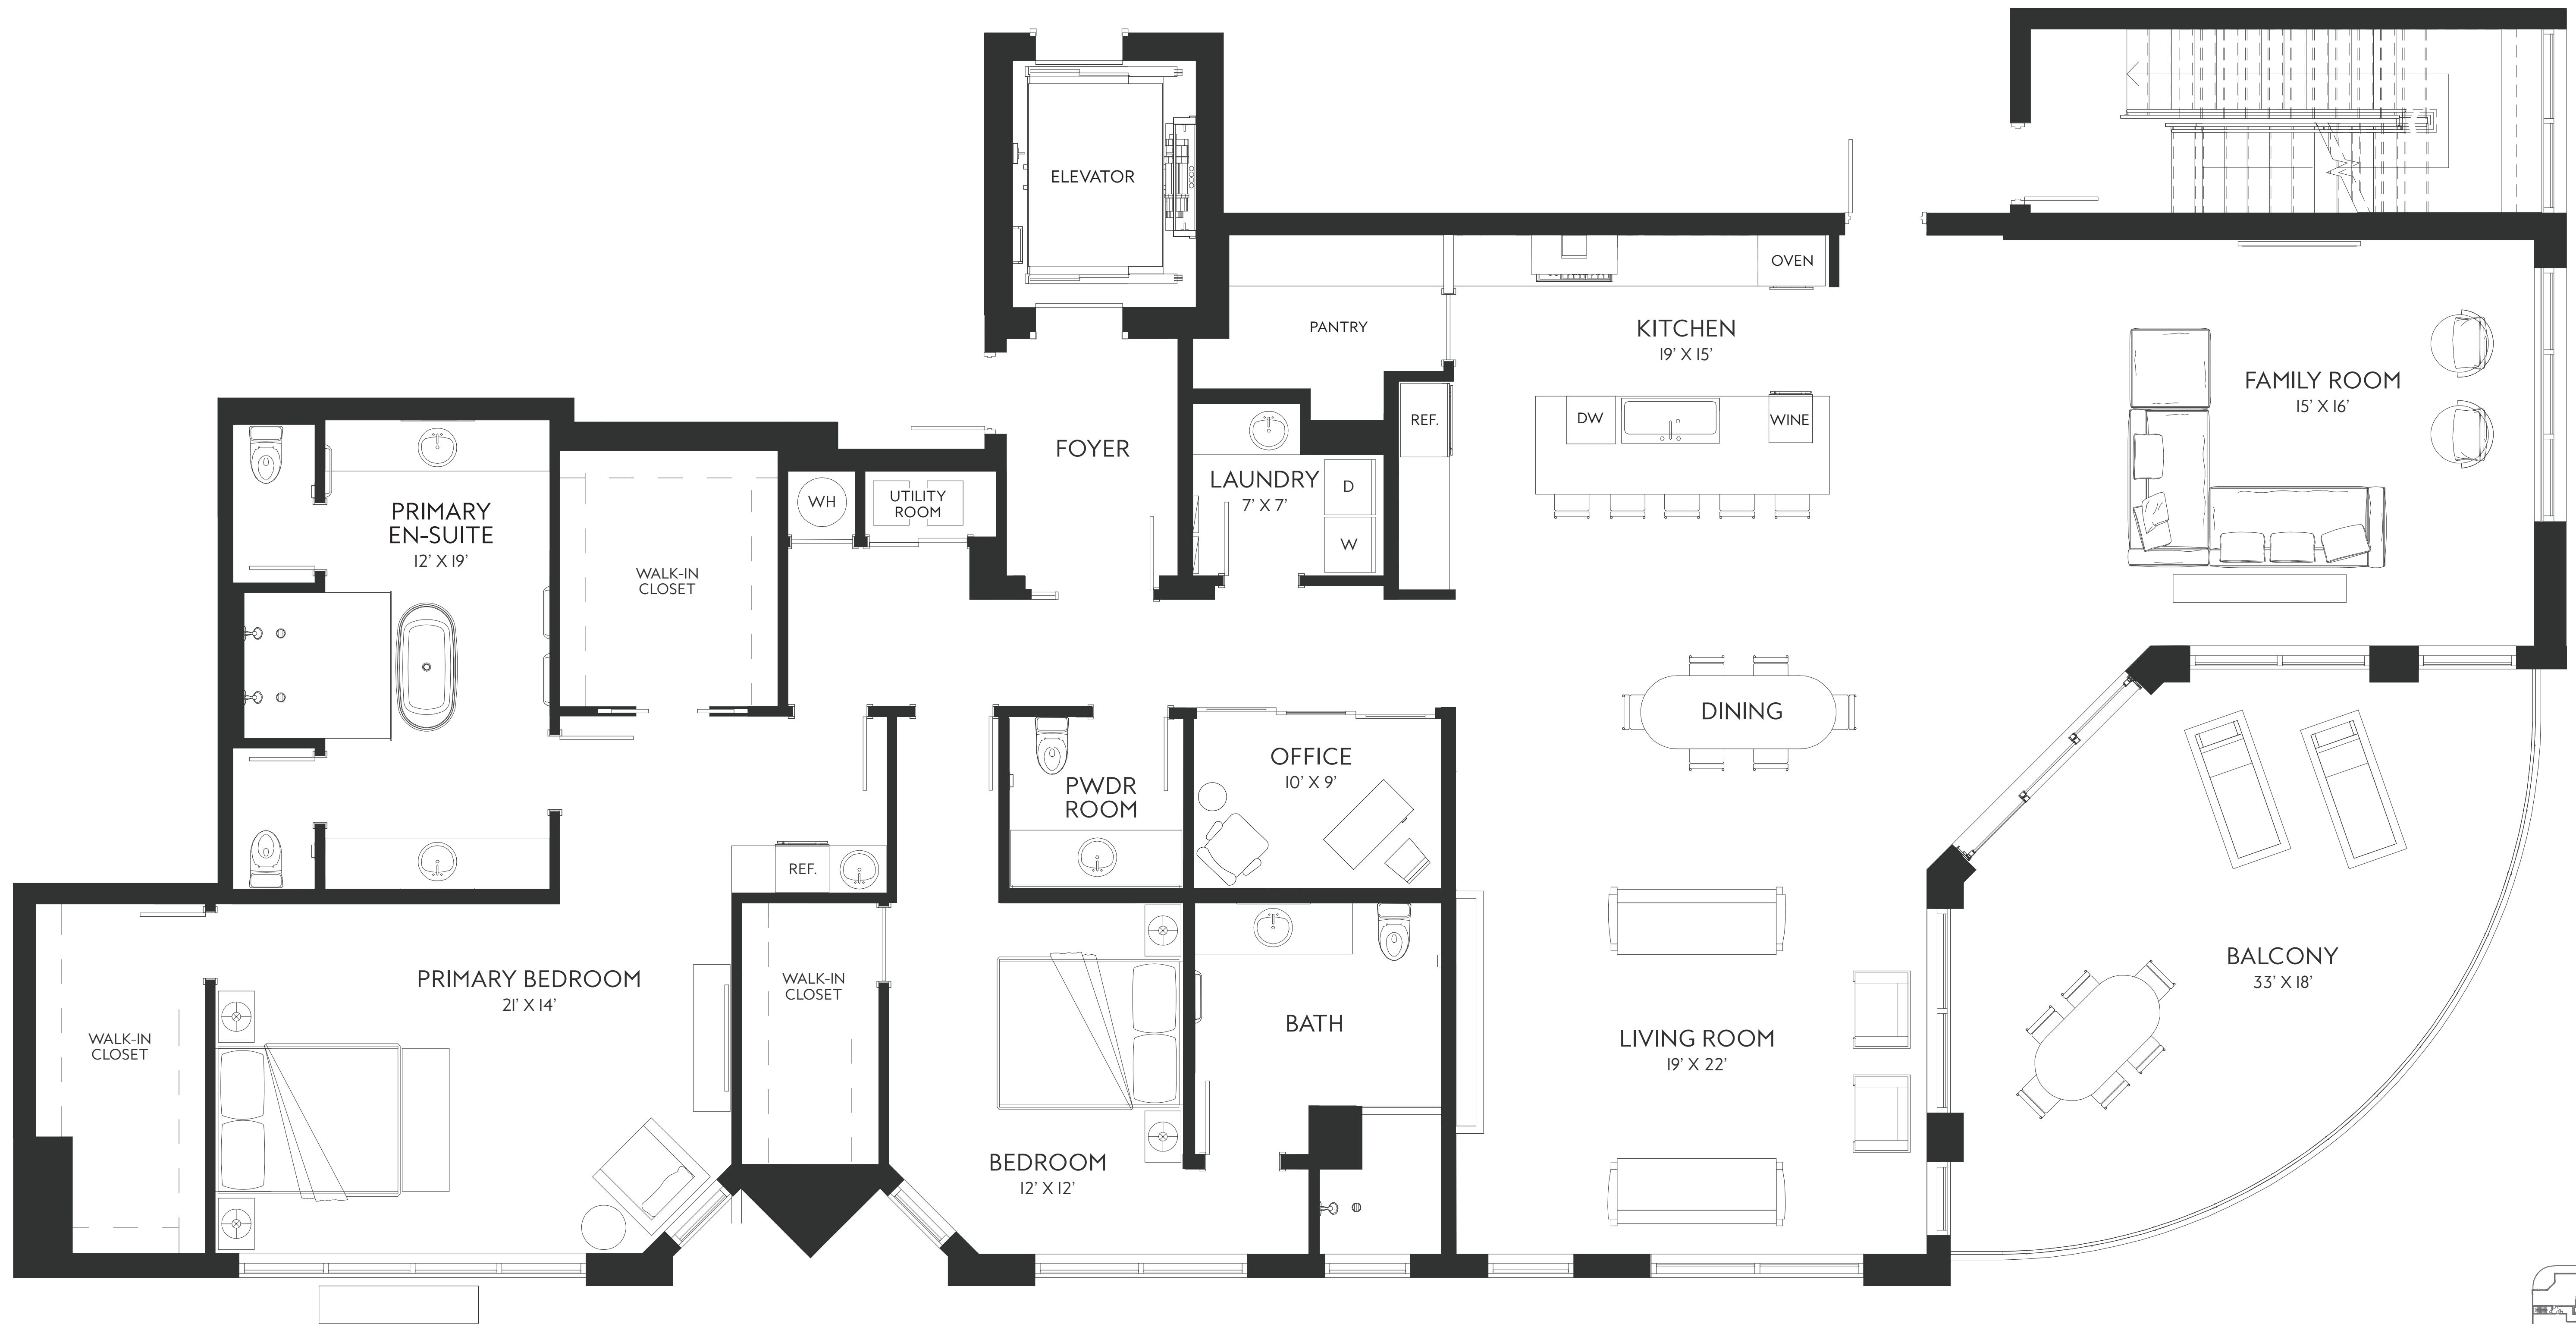 ELEVATOR
OVEN
PANTRY
KITCHEN
19' X 15'
FAMILY ROOM
15' X 16'
REF.
DW
WINE
FOYER
LAUNDRY
7' X 7'
D
W
WH
UTILITY
ROOM
PRIMARY
EN-SUITE
12' X 19'
WALK-IN
CLOSET
DINING
OFFICE
10' X 9'
PWDR
ROOM
REF.
BALCONY
33' X 18'
PRIMARY BEDROOM
21' X 14'
WALK-IN
CLOSET
WALK-IN
CLOSET
BATH
LIVING ROOM
19' X 22'
BEDROOM
12' X 12'